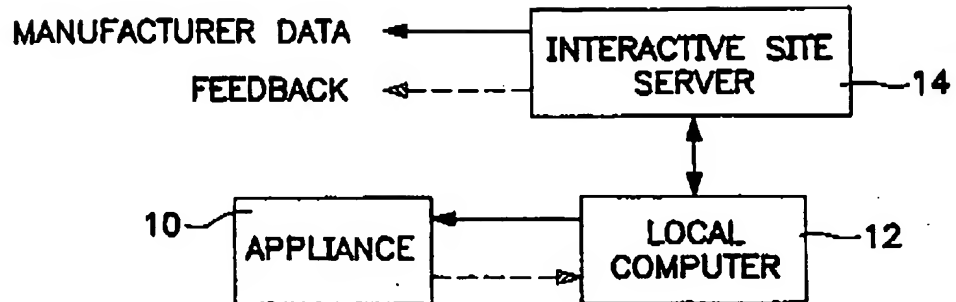 MANUFACTURER DATA
FEEDBACK
INTERACTIVE SITE
SERVER
14
10
APPLIANCE
LOCAL
COMPUTER
12